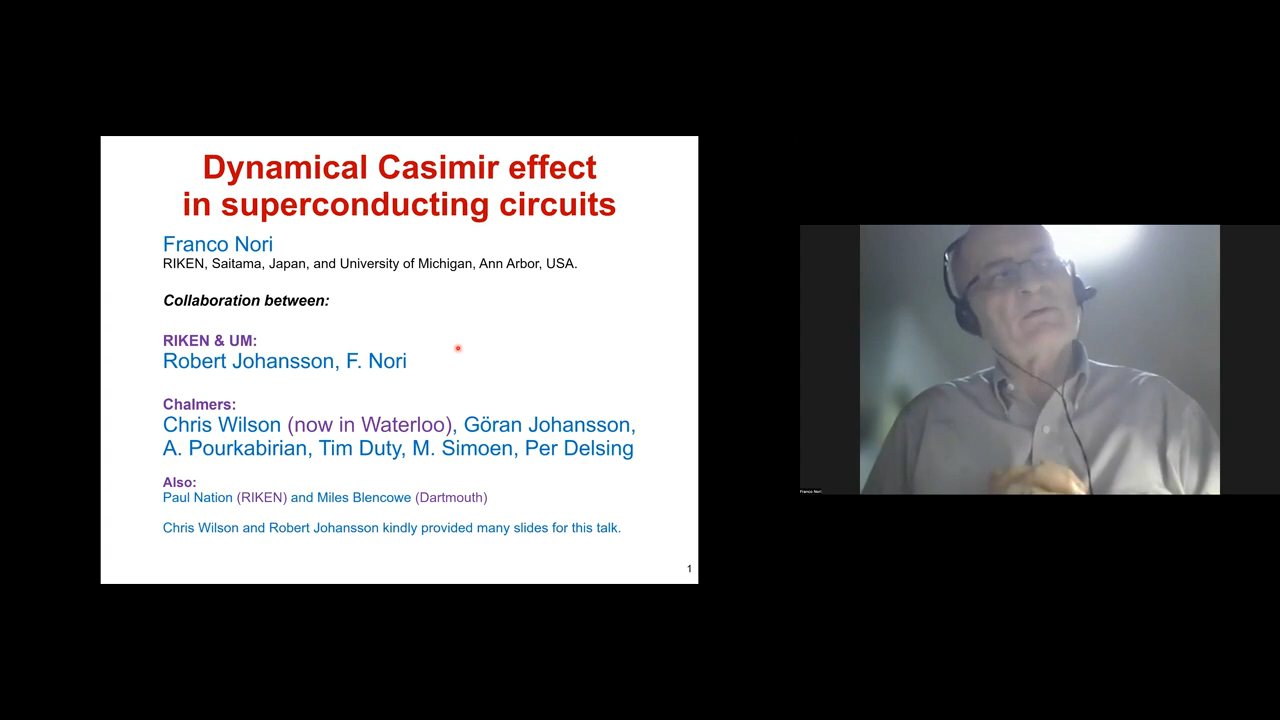 Dynamical Casimir effect
in superconducting circuits
Franco Nori
RIKEN, Saitama, Japan, and University of Michigan, Ann Arbor, USA.
Collaboration between:
RIKEN & UM:
Robert Johansson, F. Nori
Chalmers:
Chris Wilson (now in Waterloo), Göran Johansson,
A. Pourkabirian, Tim Duty, M. Simoen, Per Delsing
Also:
Paul Nation (RIKEN) and Miles Blencowe (Dartmouth)
Chris Wilson and Robert Johansson kindly provided many slides for this talk.
1
Franco Nori